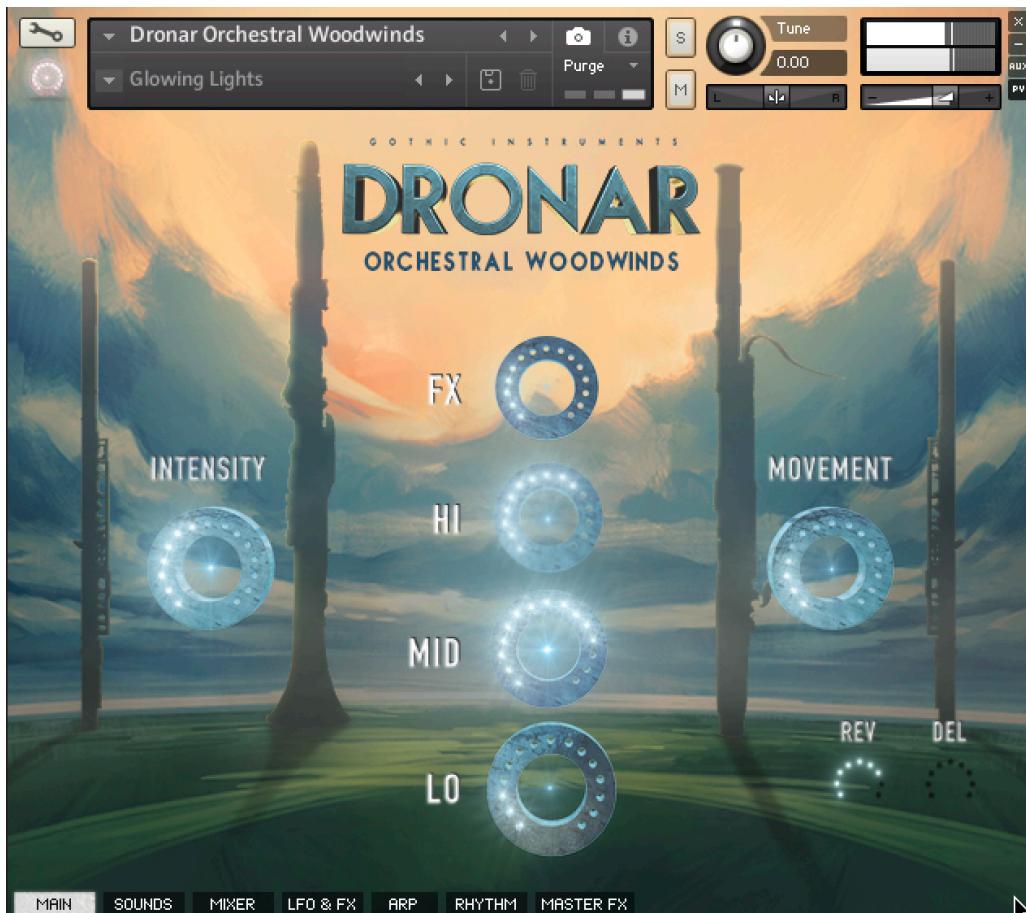 Dronar Orchestral Woodwinds
Glowing Lights
Purge
S
M
Tune
0.00
L R
- +
×
-
AUX
PV
GOTHIC INSTRUMENTS
DRONAR
ORCHESTRAL WOODWINDS
FX
INTENSITY
MOVEMENT
HI
MID
REV DEL
LO
MAIN SOUNDS MIXER LFO & FX ARP RHYTHM MASTER FX